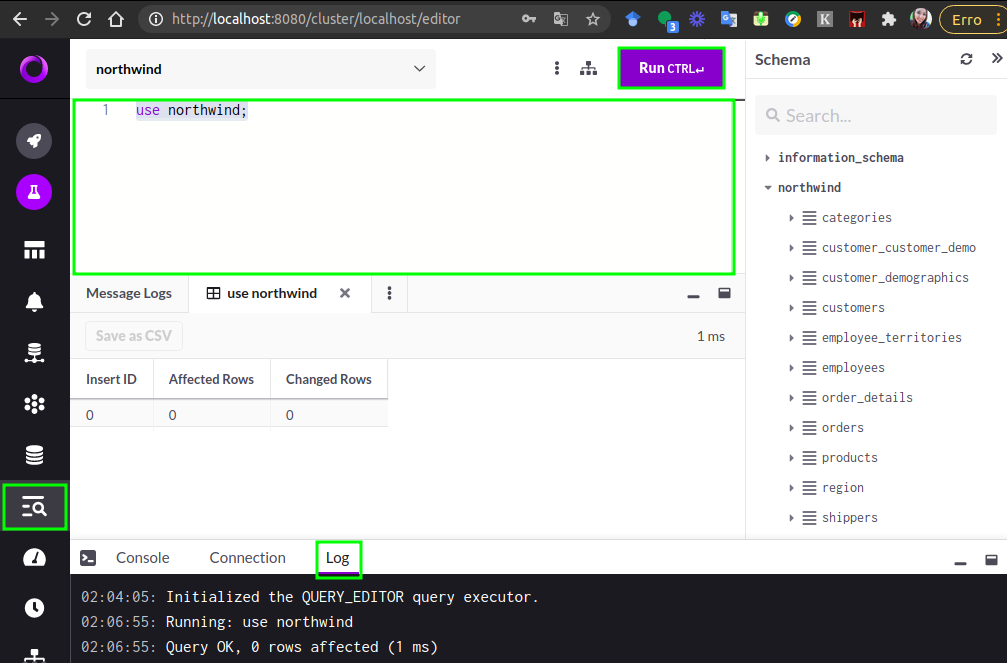 http://localhost:8080/cluster/localhost/editor
3
K
Erro
northwind
Run CTRL↵
1 use northwind;
Message Logs
use northwind
Save as CSV
1 ms
Insert ID Affected Rows Changed Rows
0 0 0
Schema
Search...
information_schema
northwind
categories
customer_customer_demo
customer_demographics
customers
employee_territories
employees
order_details
orders
products
region
shippers
Console Connection Log
02:04:05: Initialized the QUERY_EDITOR query executor.
02:06:55: Running: use northwind
02:06:55: Query OK, 0 rows affected (1 ms)